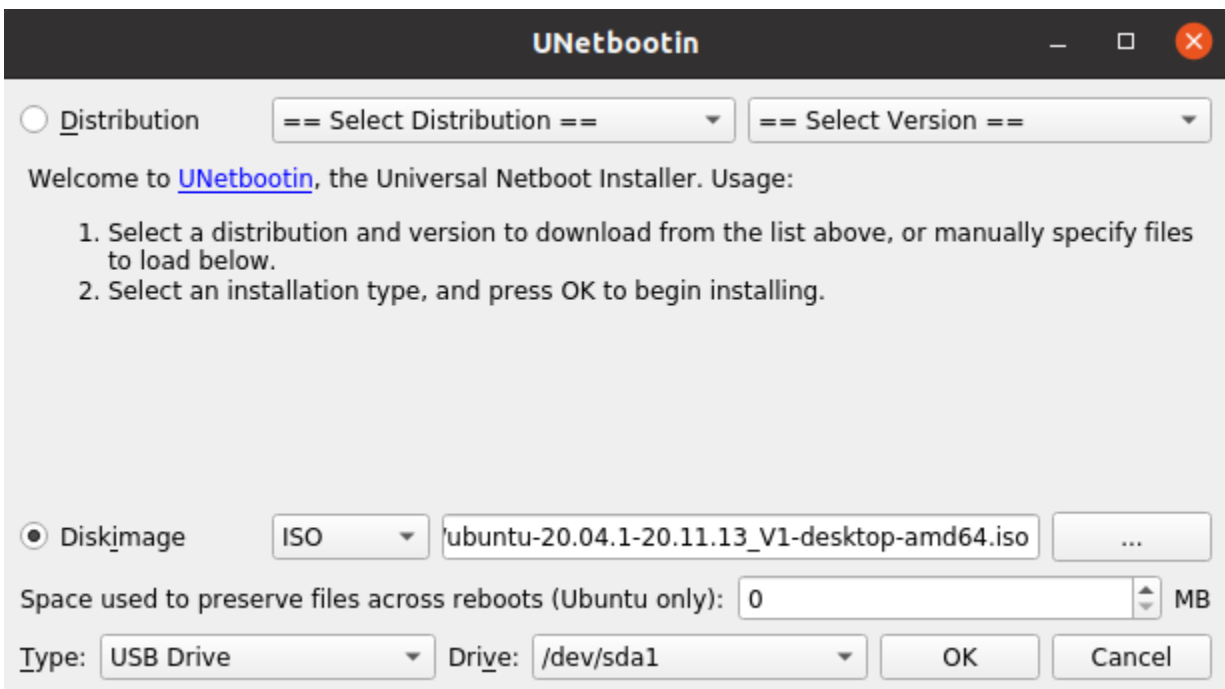 UNetbootin
Distribution == Select Distribution == == Select Version ==
Welcome to UNetbootin, the Universal Netboot Installer. Usage:
1. Select a distribution and version to download from the list above, or manually specify files
to load below.
2. Select an installation type, and press OK to begin installing.
Diskimage ISO /ubuntu-20.04.1-20.11.13_V1-desktop-amd64.iso ...
Space used to preserve files across reboots (Ubuntu only): 0 MB
Type: USB Drive Drive: /dev/sda1 OK Cancel